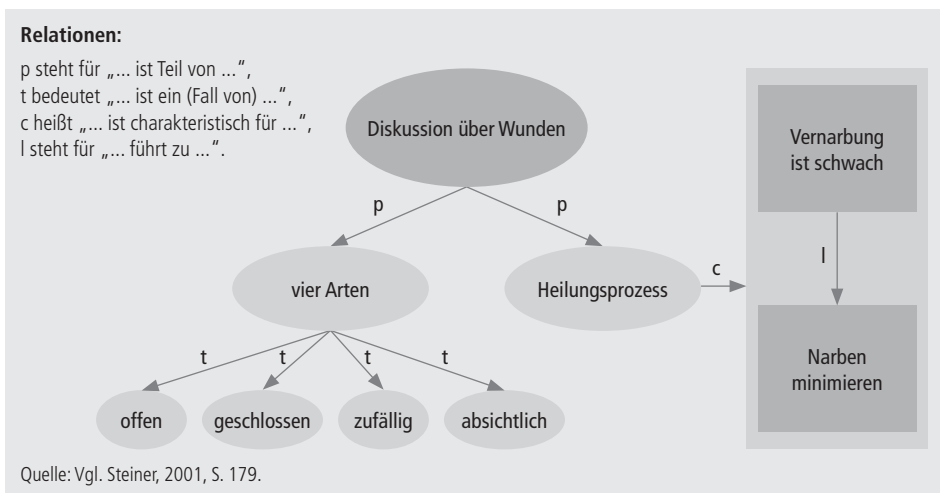 Relationen:
p steht für „... ist Teil von ...“,
t bedeutet „... ist ein (Fall von) ...“,
c heißt „... ist charakteristisch für ...“,
l steht für „... führt zu ...“.
Diskussion über Wunden
Vernarbung
ist schwach
p
p
l
c
vier Arten
Heilungsprozess
t
t
t
t
Narben
minimieren
offen
geschlossen
zufällig
absichtlich
Quelle: Vgl. Steiner, 2001, S. 179.